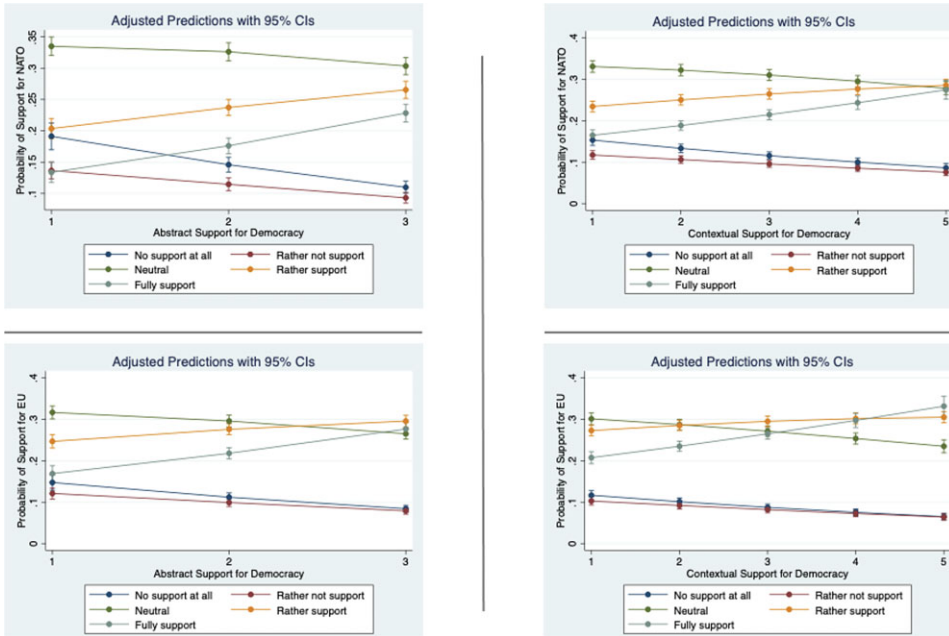 Adjusted Predictions with 95% CIs
Probability of Support for NATO
.35
.3
.25
.2
.15
.1
1 2 3
Abstract Support for Democracy
No support at all Rather not support
Neutral Rather support
Fully support
Adjusted Predictions with 95% CIs
Probability of Support for NATO
.4
.3
.2
.1
0
1 2 3 4 5
Contextual Support for Democracy
No support at all Rather not support
Neutral Rather support
Fully support
Adjusted Predictions with 95% CIs
Probability of Support for EU
.4
.3
.2
.1
0
1 2 3
Abstract Support for Democracy
No support at all Rather not support
Neutral Rather support
Fully support
Adjusted Predictions with 95% CIs
Probability of Support for EU
.4
.3
.2
.1
0
1 2 3 4 5
Contextual Support for Democracy
No support at all Rather not support
Neutral Rather support
Fully support